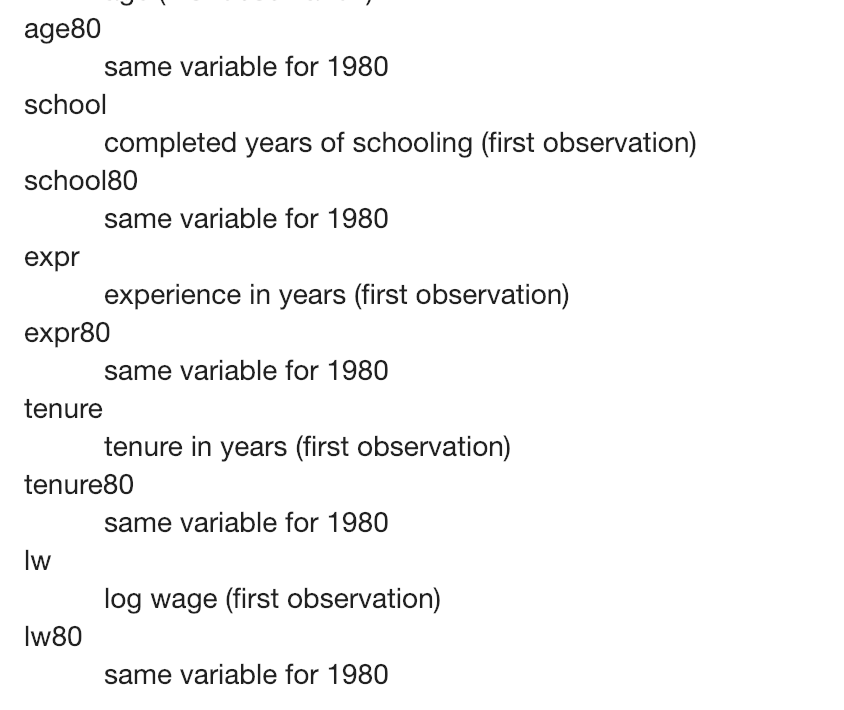 age80
same variable for 1980
school
completed years of schooling (first observation)
school80
same variable for 1980
expr
experience in years (first observation)
expr80
same variable for 1980
tenure
tenure in years (first observation)
tenure80
same variable for 1980
lw
log wage (first observation)
lw80
same variable for 1980